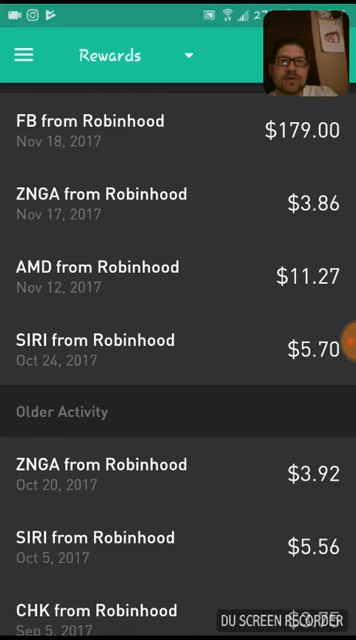 Rewards
FB from Robinhood
$179.00
Nov 18, 2017
ZNGA from Robinhood
$3.86
Nov 17, 2017
AMD from Robinhood
$11.27
Nov 12, 2017
SIRI from Robinhood
$5.70
Oct 24, 2017
Older Activity
ZNGA from Robinhood
$3.92
Oct 20, 2017
SIRI from Robinhood
$5.56
Oct 5, 2017
CHK from Robinhood
Sep 5, 2017
DU SCREEN RECORDER